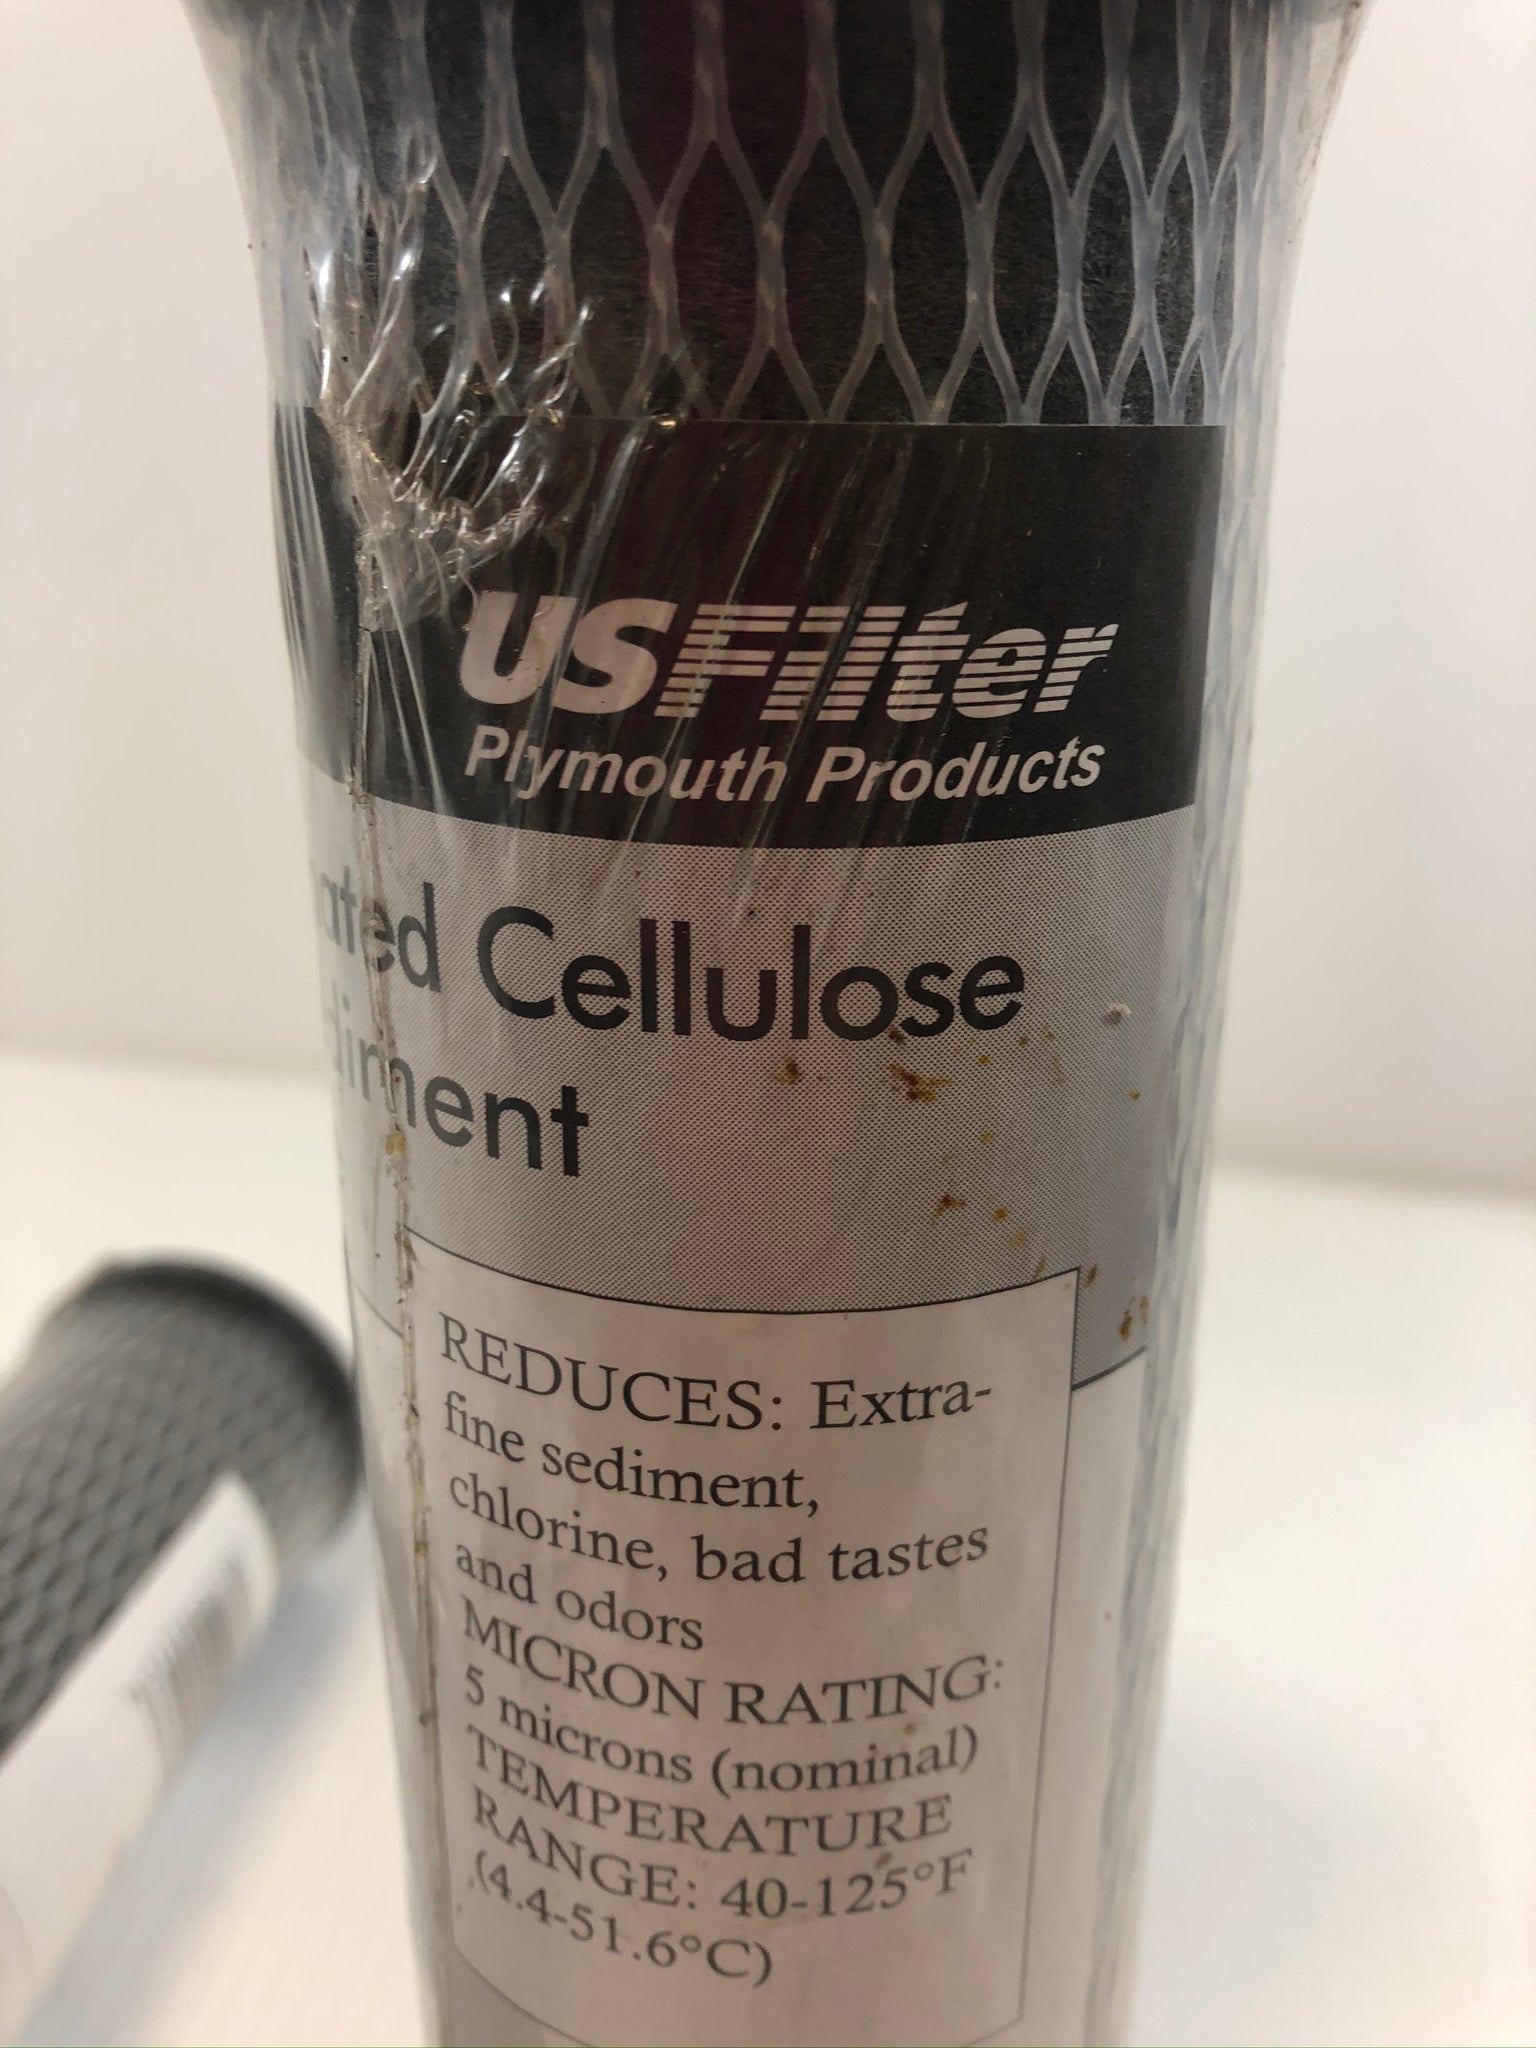 USFilter
Plymouth Products
ated Cellulose
diment
REDUCES: Extra-
fine sediment,
chlorine, bad tastes
and odors
MICRON RATING:
5 microns (nominal)
TEMPERATURE
RANGE: 40-125°F
(4.4-51.6°C)